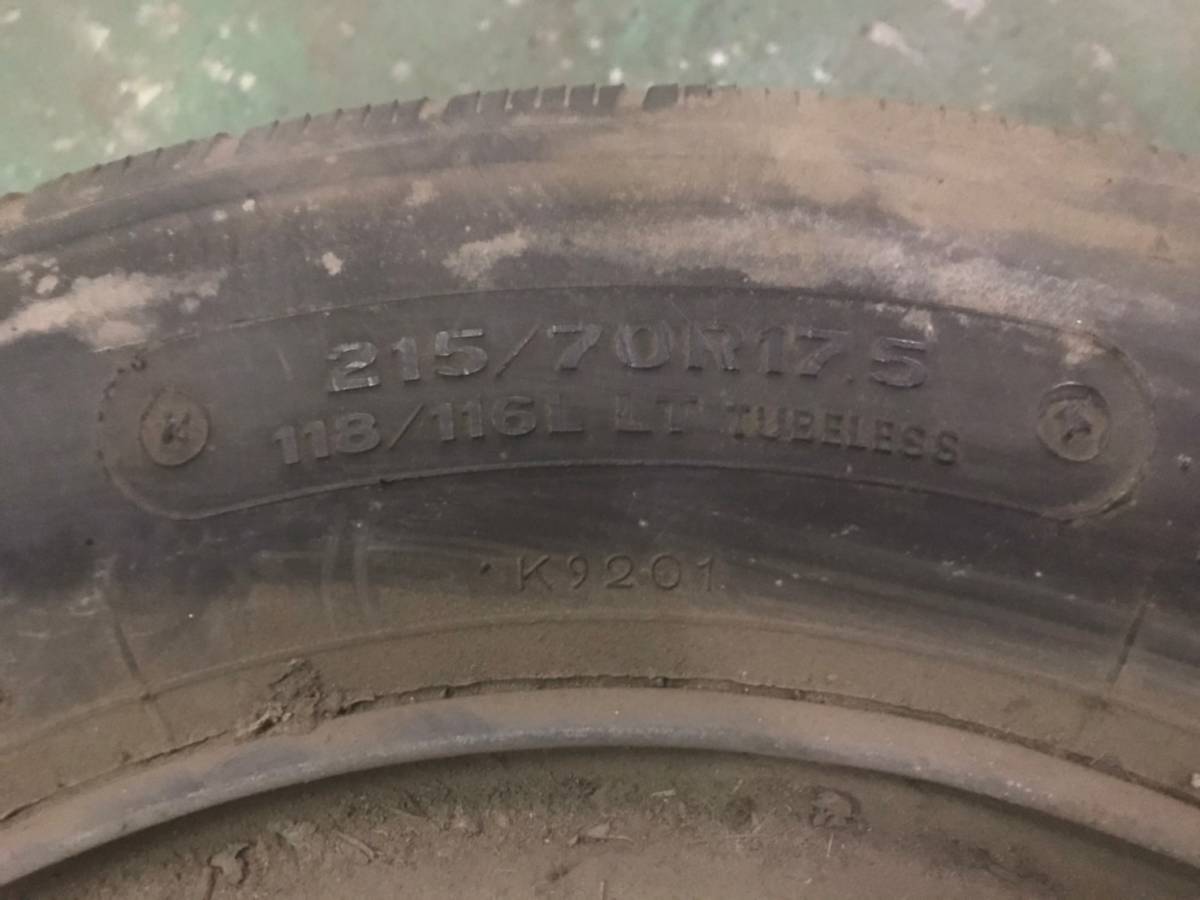 215/70R17.5
K 118/116L LT TUBELESS
K9201